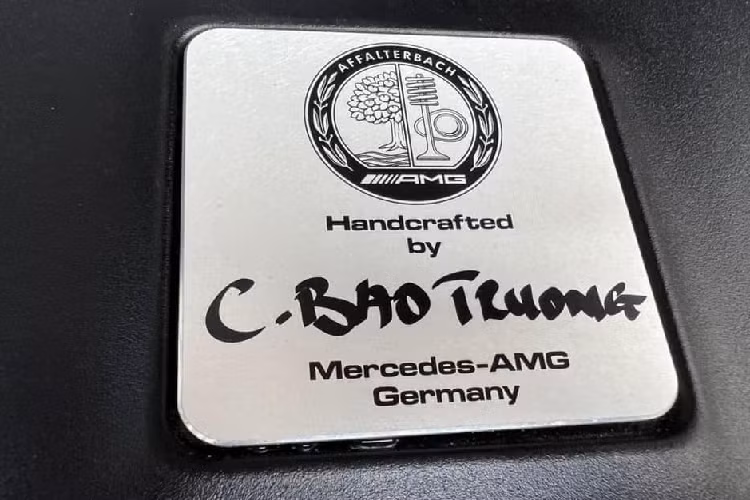 AFFALTERBACH
AMG
Handcrafted
by
C. BAO TRUONG
Mercedes-AMG
Germany